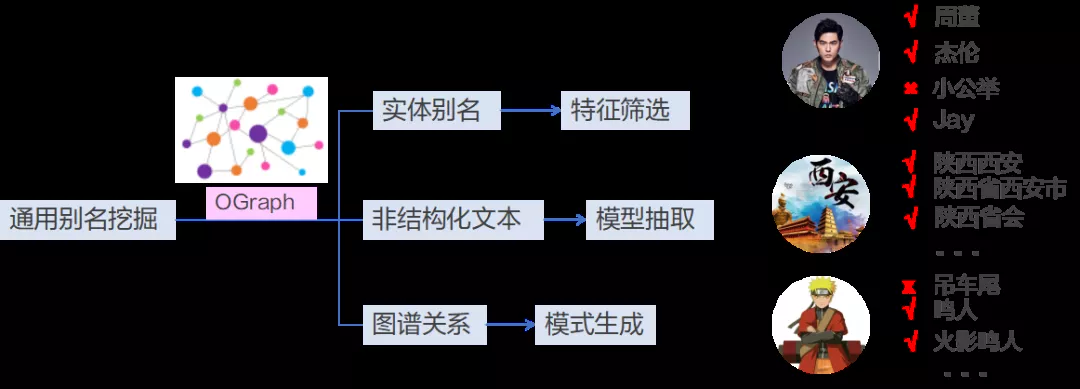 通用别名挖掘
OGraph
实体别名
特征筛选
非结构化文本
模型抽取
图谱关系
模式生成
√ 周董
√ 杰伦
× 小公举
√ Jay
西安
√ 陕西西安
√ 陕西省西安市
√ 陕西省会
...
× 吊车尾
√ 鸣人
√ 火影鸣人
...